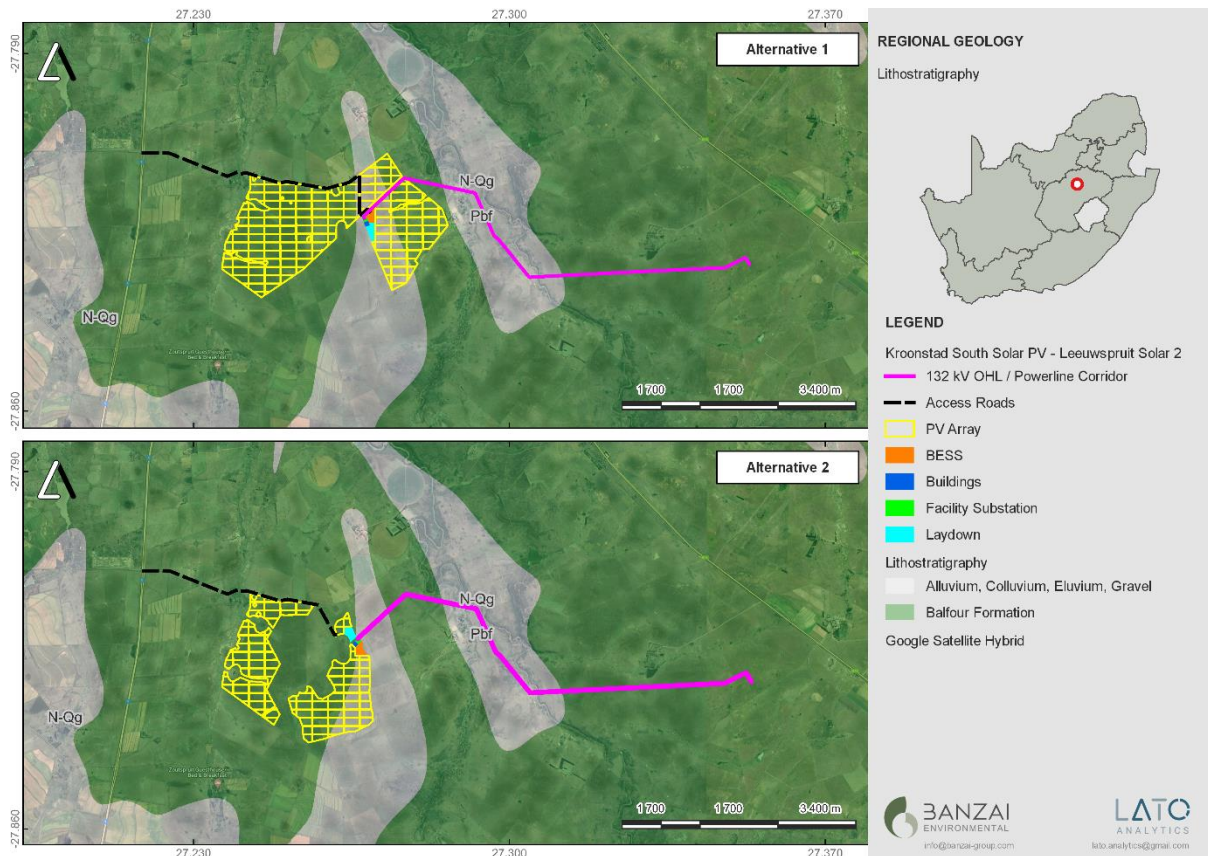 27.230
27.300
27.370
-27.790
Alternative 1
N-Qg
Pbf
N-Qg
1 700
1 700
3 400 m
-27.860
-27.790
Alternative 2
N-Qg
Pbf
N-Qg
1 700
1 700
3 400 m
-27.860
27.230
27.300
27.370
REGIONAL GEOLOGY
Lithostratigraphy
LEGEND
Kroonstad South Solar PV - Leeuwspruit Solar 2
132 kV OHL / Powerline Corridor
Access Roads
PV Array
BESS
Buildings
Facility Substation
Laydown
Lithostratigraphy
Alluvium, Colluvium, Eluvium, Gravel
Balfour Formation
Google Satellite Hybrid
BANZAI
ENVIRONMENTAL
info@banzai-group.com
LATO
ANALYTICS
lato.analytics@gmail.com